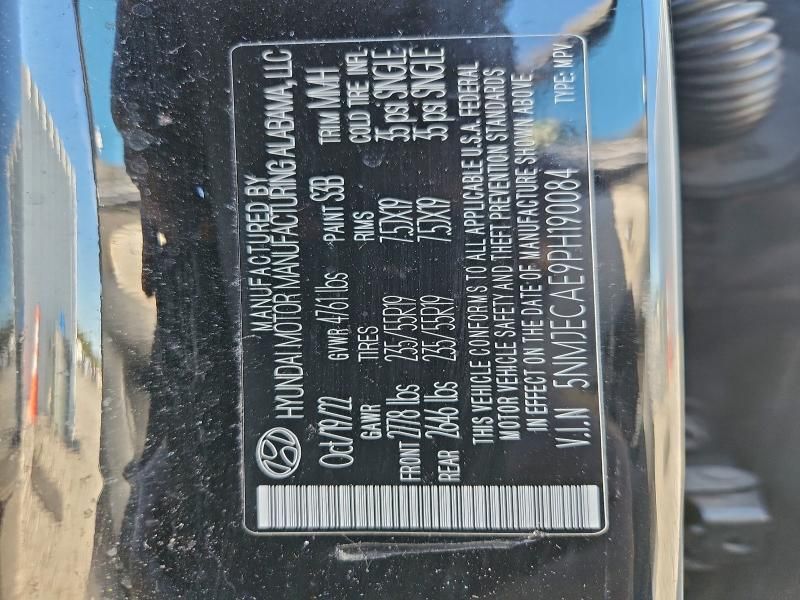 MANUFACTURED BY
HYUNDAI MOTOR MANUFACTURING ALABAMA, LLC
Oct/19/22 GVWR 4761 lbs PAINT S3B TRIM MMH
GAWR TIRES RIMS COLD TIRE INFL.
FRONT 2778 lbs 235/55R19 7.5JX19 35 psi SINGLE
REAR 2646 lbs 235/55R19 7.5JX19 35 psi SINGLE
THIS VEHICLE CONFORMS TO ALL APPLICABLE U.S.A. FEDERAL
MOTOR VEHICLE SAFETY AND THEFT PREVENTION STANDARDS
IN EFFECT ON THE DATE OF MANUFACTURE SHOWN ABOVE.
V.I.N 5NMJECAE9PH190084 TYPE: MPV